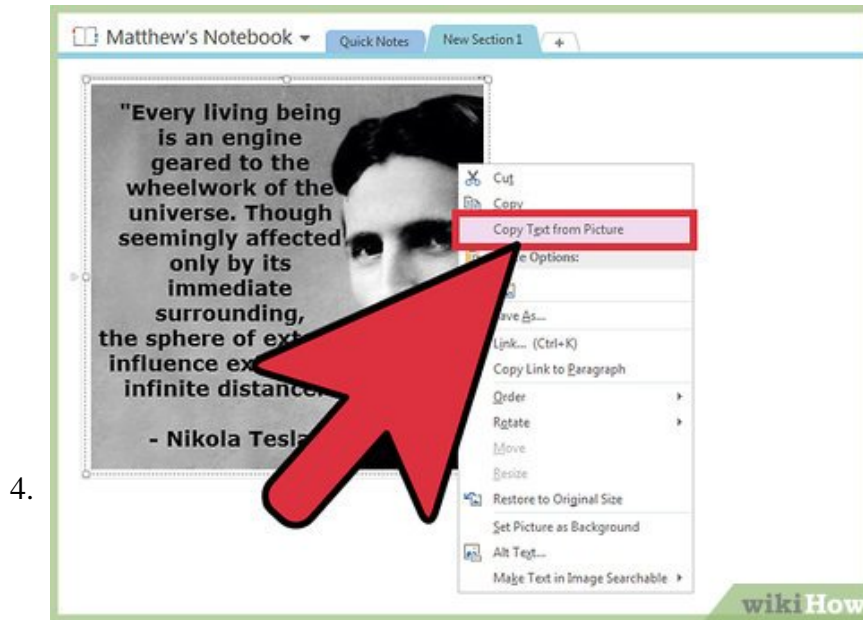 Matthew's Notebook
Quick Notes
New Section 1
+
"Every living being
is an engine
geared to the
wheelwork of the
universe. Though
seemingly affected
only by its
immediate
surrounding,
the sphere of
influence
infinite
- Nikola Tesla
Cut
Copy
Copy Text from Picture
Options:
Save As...
Link... (Ctrl+K)
Copy Link to Paragraph
Order
Rotate
Move
Resize
Restore to Original Size
Set Picture as Background
Alt Text...
Make Text in Image Searchable
4.
wikiHow